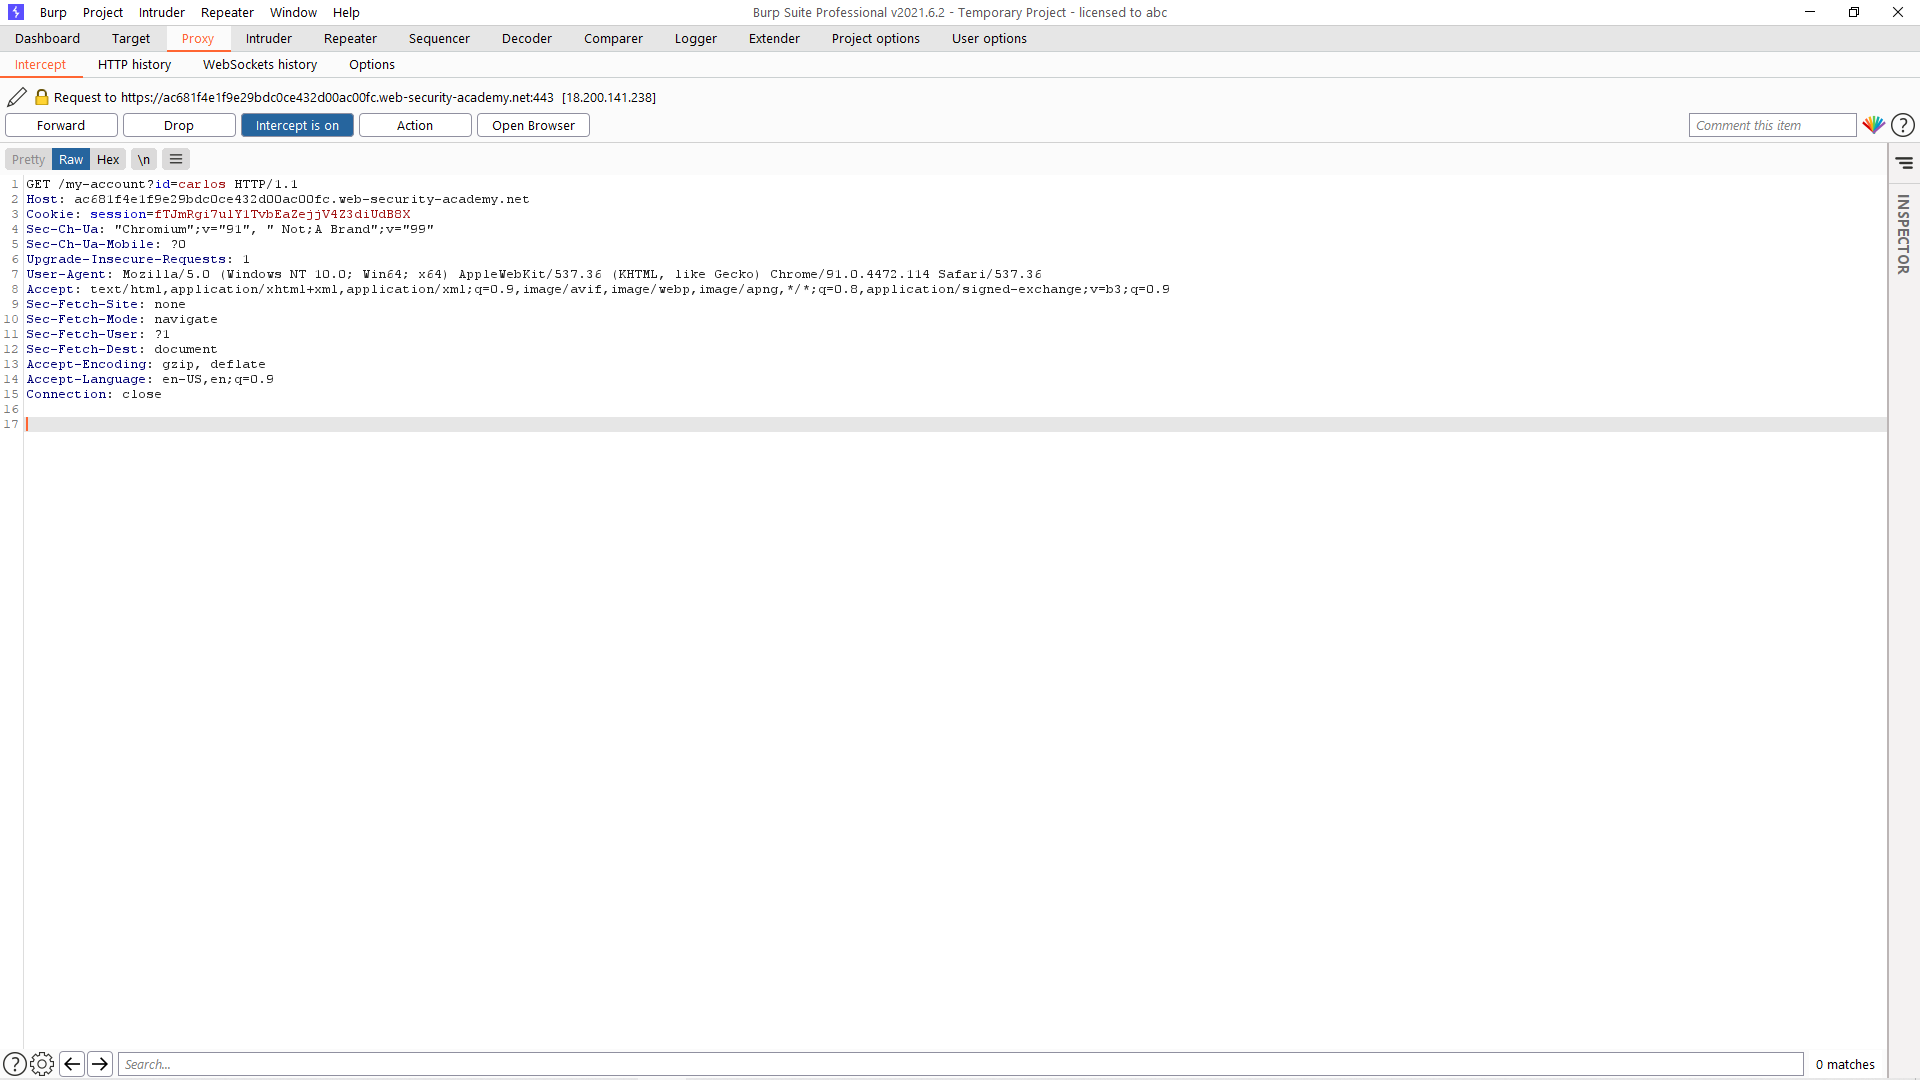 Burp Project Intruder Repeater Window Help Burp Suite Professional v2021.6.2 - Temporary Project - licensed to abc
Dashboard Target Proxy Intruder Repeater Sequencer Decoder Comparer Logger Extender Project options User options
Intercept HTTP history WebSockets history Options
Request to https://ac681f4e1f9e29bdc0ce432d00ac00fc.web-security-academy.net:443 [18.200.141.238]
Forward Drop Intercept is on Action Open Browser Comment this item ?
Pretty Raw Hex \n
INSPECTOR
1 GET /my-account?id=carlos HTTP/1.1
2 Host: ac681f4e1f9e29bdc0ce432d00ac00fc.web-security-academy.net
3 Cookie: session=fTJmRgi7ulY1TvbEaZejjV4Z3diUdB8X
4 Sec-Ch-Ua: "Chromium";v="91", " Not;A Brand";v="99"
5 Sec-Ch-Ua-Mobile: ?0
6 Upgrade-Insecure-Requests: 1
7 User-Agent: Mozilla/5.0 (Windows NT 10.0; Win64; x64) AppleWebKit/537.36 (KHTML, like Gecko) Chrome/91.0.4472.114 Safari/537.36
8 Accept: text/html,application/xhtml+xml,application/xml;q=0.9,image/avif,image/webp,image/apng,*/*;q=0.8,application/signed-exchange;v=b3;q=0.9
9 Sec-Fetch-Site: none
10 Sec-Fetch-Mode: navigate
11 Sec-Fetch-User: ?1
12 Sec-Fetch-Dest: document
13 Accept-Encoding: gzip, deflate
14 Accept-Language: en-US,en;q=0.9
15 Connection: close
16
17
? Search... 0 matches